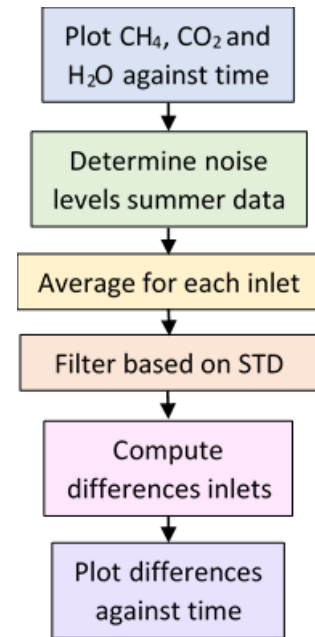 Plot CH₄, CO₂ and
H₂O against time
Determine noise
levels summer data
Average for each inlet
Filter based on STD
Compute
differences inlets
Plot differences
against time